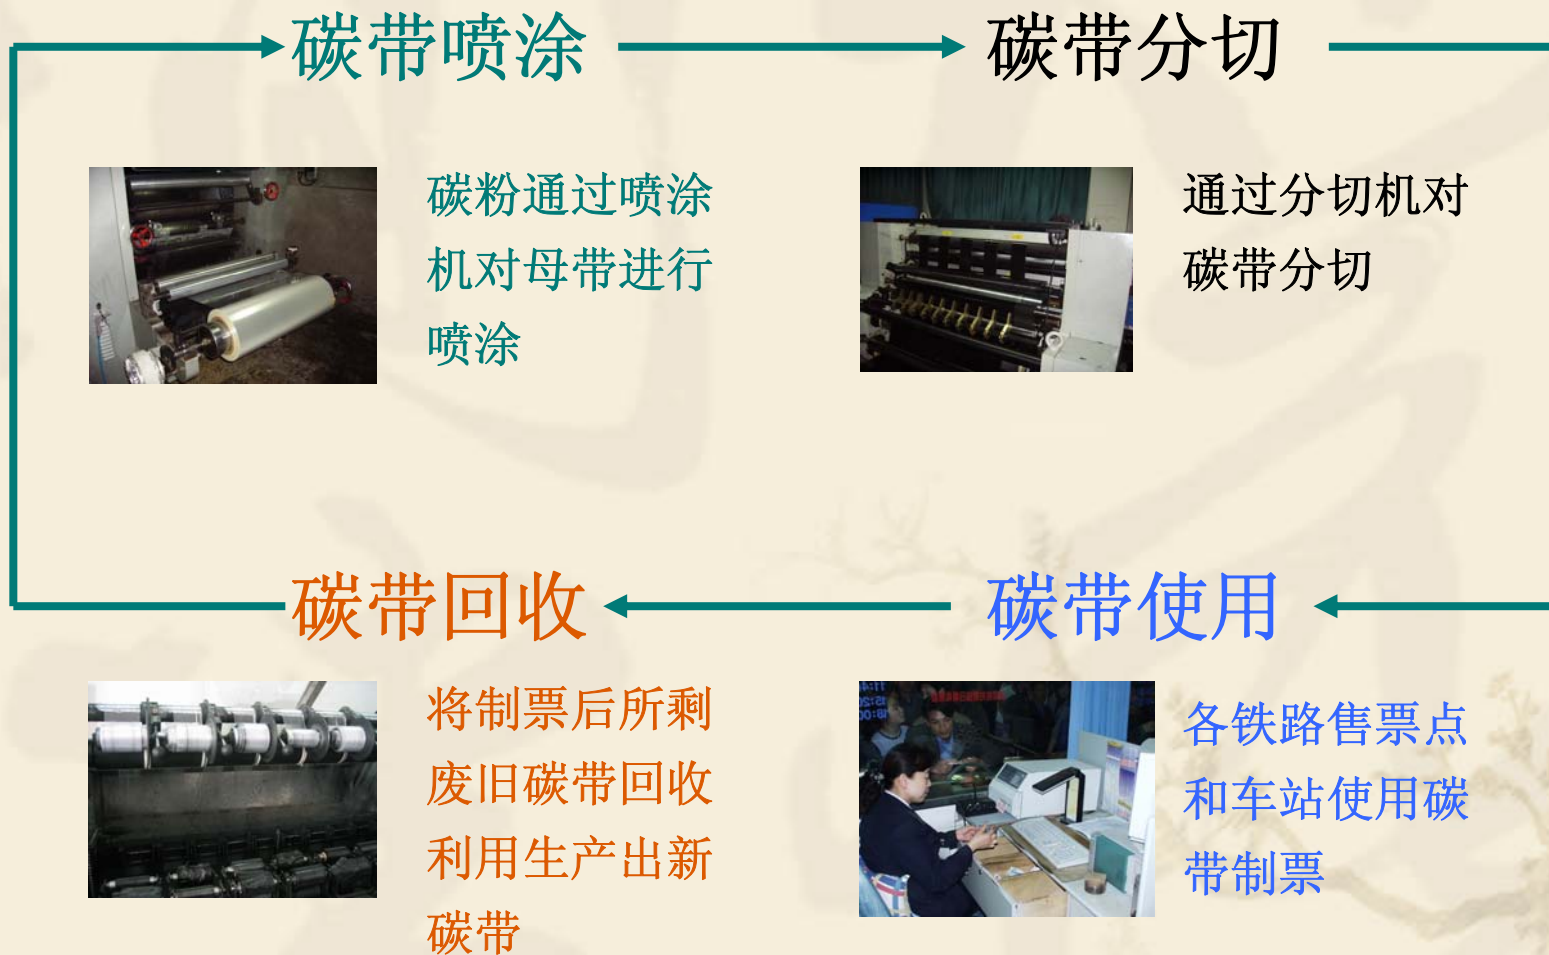 碳带喷涂
碳带分切
碳粉通过喷涂
机对母带进行
喷涂
通过分切机对
碳带分切
碳带回收
碳带使用
将制票后所剩
废旧碳带回收
利用生产出新
碳带
各铁路售票点
和车站使用碳
带制票